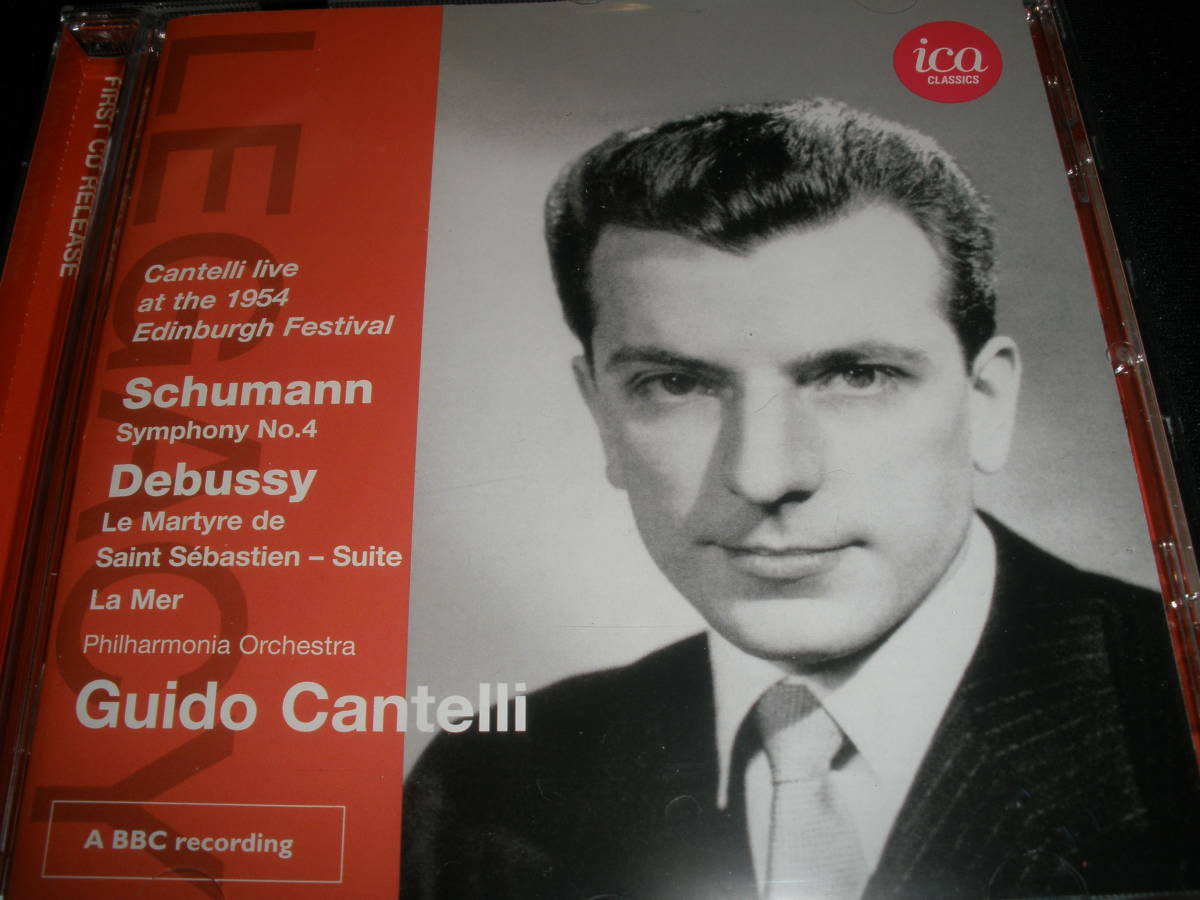 ica
CLASSICS
FIRST CD RELEASE
LEGACY
Cantelli live
at the 1954
Edinburgh Festival
Schumann
Symphony No.4
Debussy
Le Martyre de
Saint Sébastien – Suite
La Mer
Philharmonia Orchestra
Guido Cantelli
A BBC recording